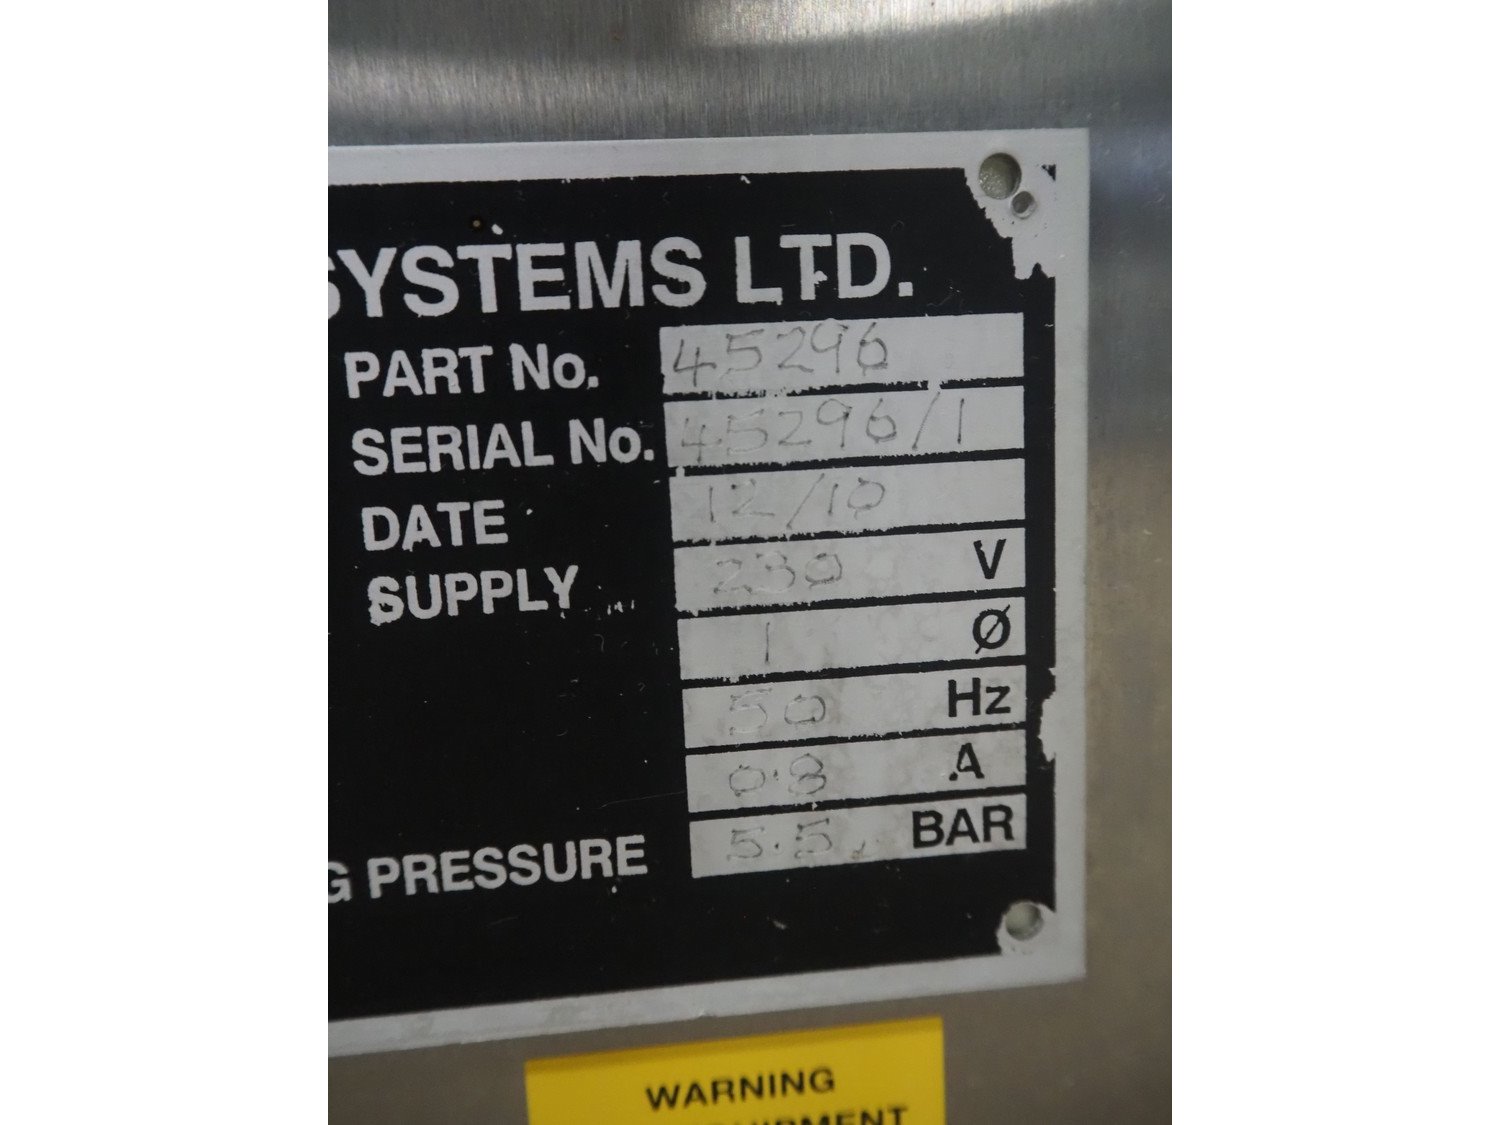 SYSTEMS LTD.
PART No. 45296
SERIAL No. 45296/1
DATE 12/10
SUPPLY 230 V
1 Ø
50 Hz
0.8 A
PRESSURE 5.5 BAR
WARNING